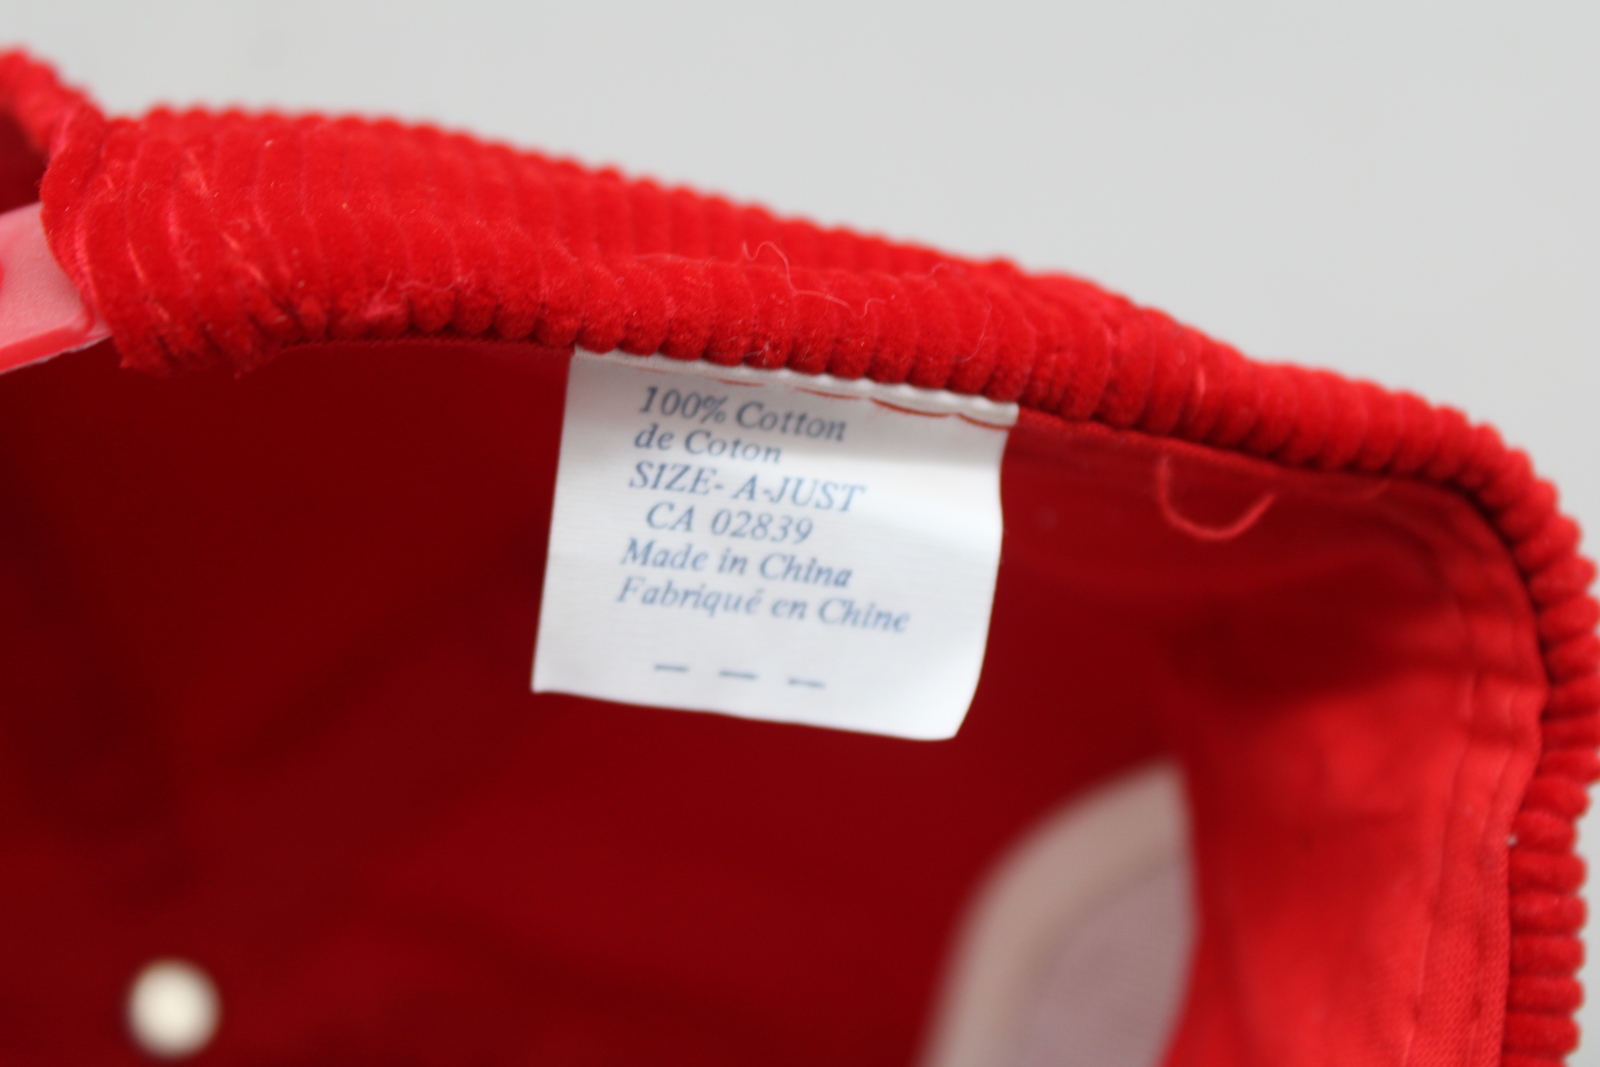 100% Cotton
de Coton
SIZE- A-JUST
CA 02839
Made in China
Fabriqué en Chine
— — —